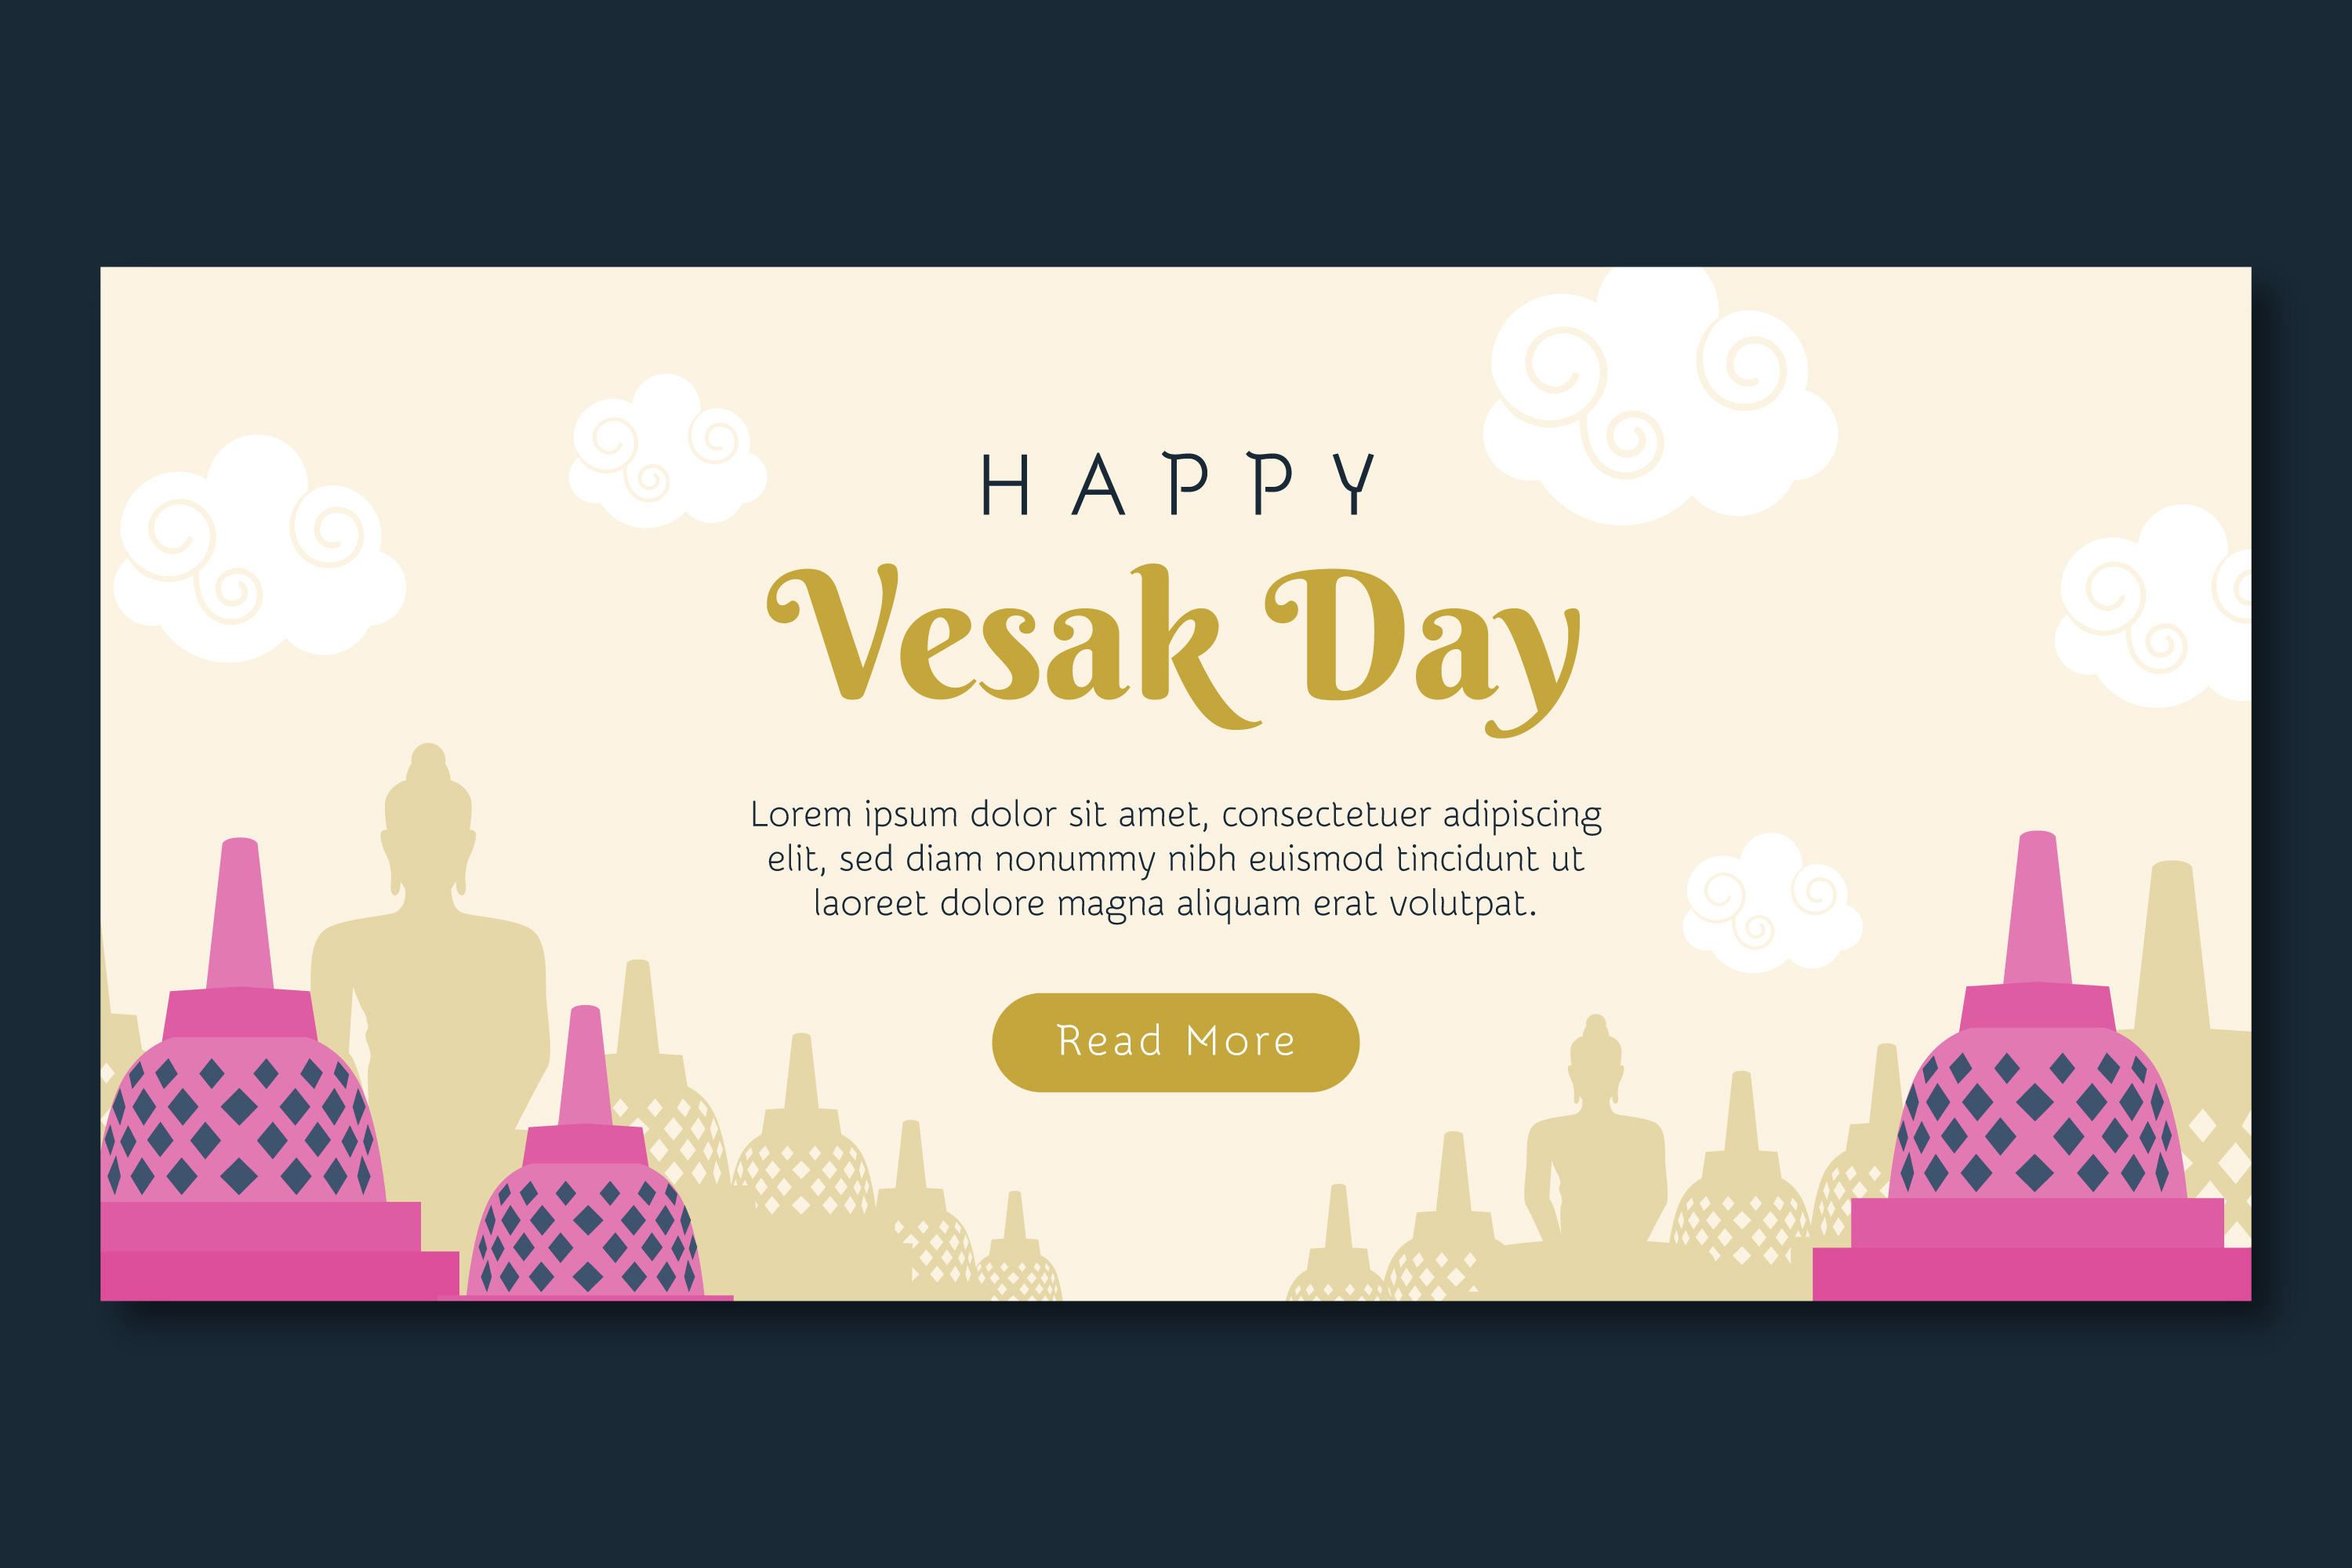 HAPPY
Vesak Day
Lorem ipsum dolor sit amet, consectetuer adipiscing
elit, sed diam nonummy nibh euismod tincidunt ut
laoreet dolore magna aliquam erat volutpat.
Read More